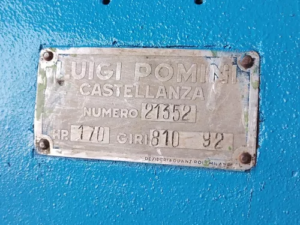 LUIGI POMINI
CASTELLANZA
NUMERO 21352
HP. 170 GIRI 810-92